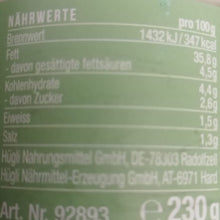 NÄHRWERTE pro 100g
Brennwert 1432 kJ / 347 kcal
Fett 35,8 g
- davon gesättigte fettsäuren 4,5
Kohlenhydrate 4,4
- davon Zucker 2,6
Eiweiss 1,5
Salz 1,3
Hügli Nahrungsmittel GmbH, DE-78303 Radolfzell
Hügli Nährmittel-Erzeugung GmbH, AT-6971 Hard
Art. Nr. 92893 ℮ 230